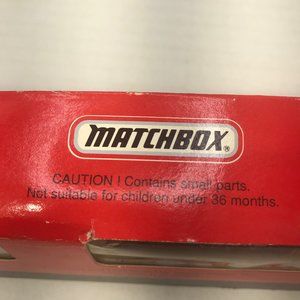 MATCHBOX®
CAUTION ! Contains small parts.
Not suitable for children under 36 months.